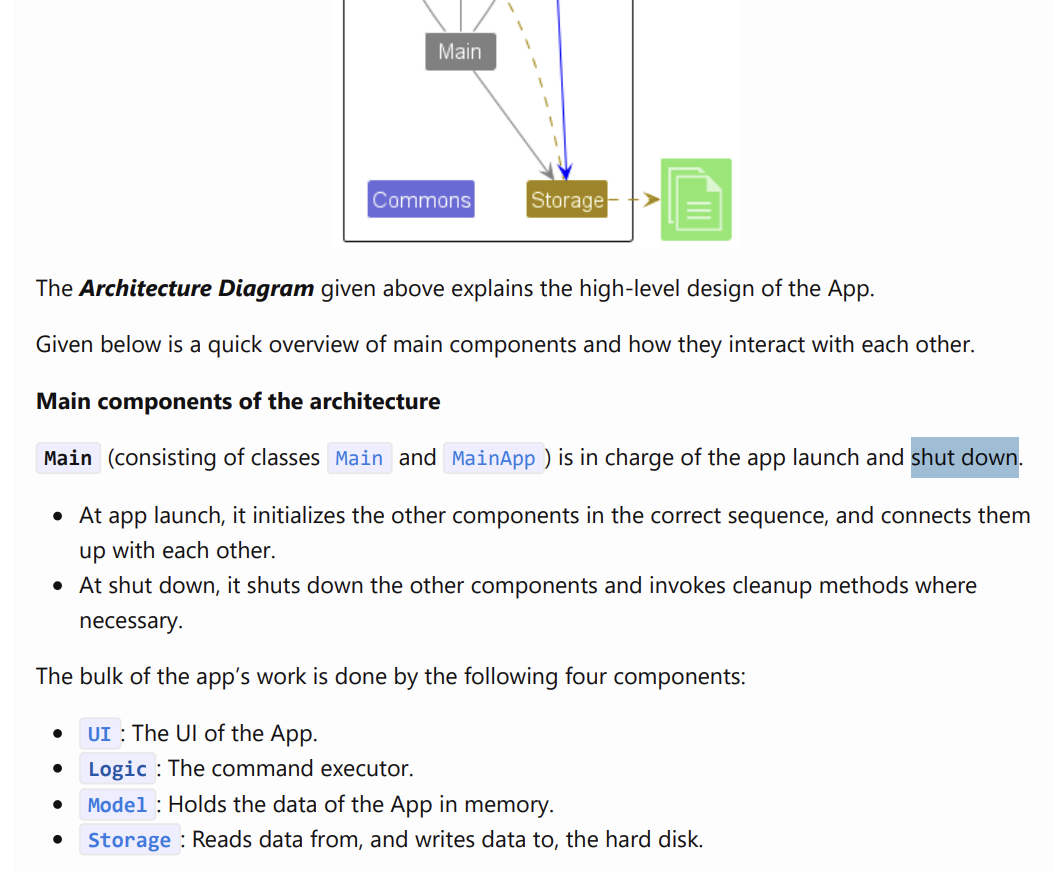 Main
Commons
Storage
The Architecture Diagram given above explains the high-level design of the App.
Given below is a quick overview of main components and how they interact with each other.
Main components of the architecture
Main (consisting of classes Main and MainApp) is in charge of the app launch and shut down.
• At app launch, it initializes the other components in the correct sequence, and connects them
up with each other.
• At shut down, it shuts down the other components and invokes cleanup methods where
necessary.
The bulk of the app’s work is done by the following four components:
• UI: The UI of the App.
• Logic: The command executor.
• Model: Holds the data of the App in memory.
• Storage: Reads data from, and writes data to, the hard disk.